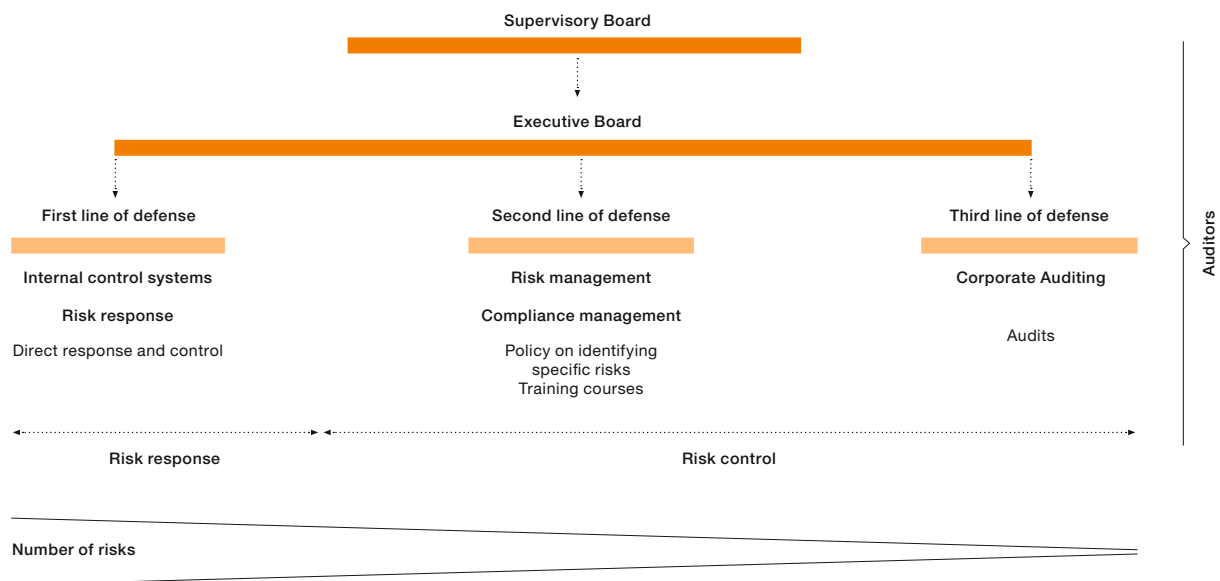 Supervisory Board
Executive Board
First line of defense
Second line of defense
Third line of defense
Internal control systems
Risk management
Corporate Auditing
Risk response
Compliance management
Direct response and control
Policy on identifying
specific risks
Training courses
Audits
Risk response
Risk control
Number of risks
Auditors